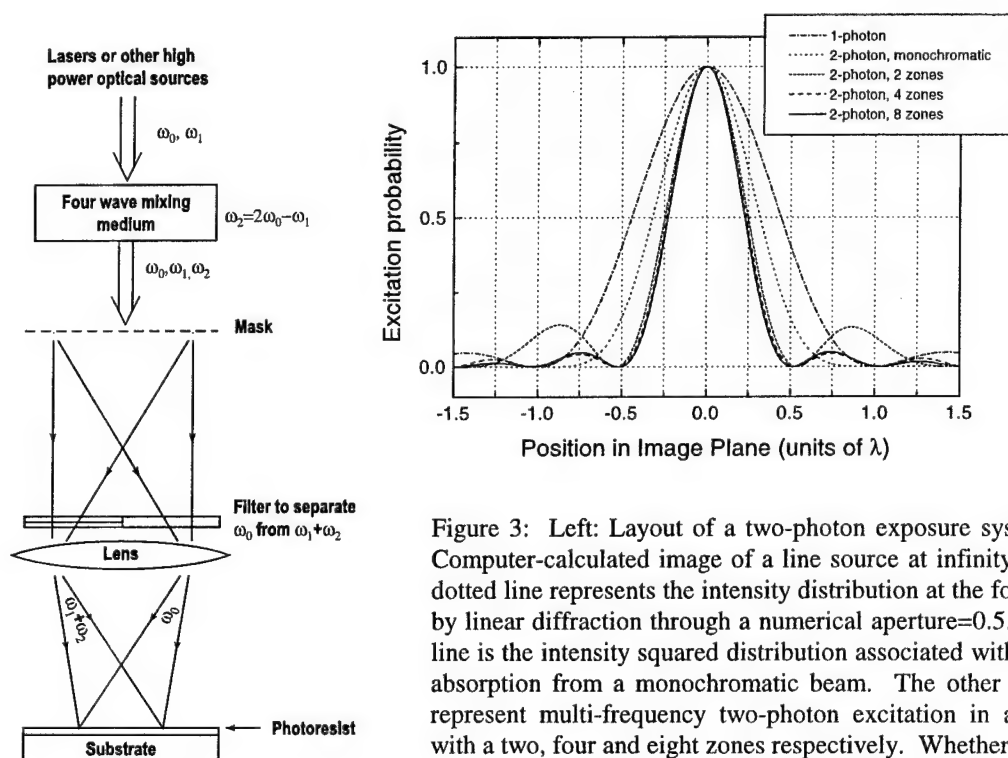 Lasers or other high
power optical sources
ω0, ω1
Four wave mixing
medium
ω2=2ω0−ω1
ω0,ω1,ω2
Mask
Filter to separate
ω0 from ω1+ω2
Lens
ω1+ω2
ω0
Photoresist
Substrate
1-photon
2-photon, monochromatic
2-photon, 2 zones
2-photon, 4 zones
2-photon, 8 zones
1.0
0.5
0.0
Excitation probability
-1.5 -1.0 -0.5 0.0 0.5 1.0 1.5
Position in Image Plane (units of λ)
Figure 3: Left: Layout of a two-photon exposure sys
Computer-calculated image of a line source at infinity
dotted line represents the intensity distribution at the fo
by linear diffraction through a numerical aperture=0.5.
line is the intensity squared distribution associated with
absorption from a monochromatic beam. The other
represent multi-frequency two-photon excitation in a
with a two, four and eight zones respectively. Whether